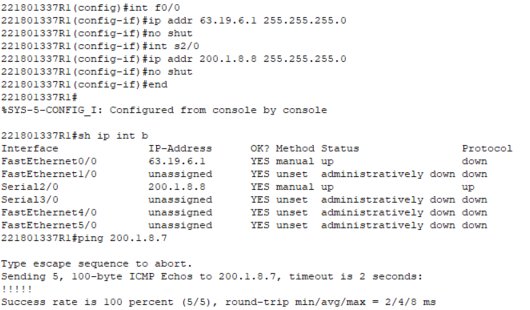 221801337R1(config)#int f0/0
221801337R1(config-if)#ip addr 63.19.6.1 255.255.255.0
221801337R1(config-if)#no shut
221801337R1(config-if)#int s2/0
221801337R1(config-if)#ip addr 200.1.8.8 255.255.255.0
221801337R1(config-if)#no shut
221801337R1(config-if)#end
221801337R1#
%SYS-5-CONFIG_I: Configured from console by console
221801337R1#sh ip int b
Interface IP-Address OK? Method Status Protocol
FastEthernet0/0 63.19.6.1 YES manual up down
FastEthernet1/0 unassigned YES unset administratively down down
Serial2/0 200.1.8.8 YES manual up up
Serial3/0 unassigned YES unset administratively down down
FastEthernet4/0 unassigned YES unset administratively down down
FastEthernet5/0 unassigned YES unset administratively down down
221801337R1#ping 200.1.8.7
Type escape sequence to abort.
Sending 5, 100-byte ICMP Echos to 200.1.8.7, timeout is 2 seconds:
!!!!!
Success rate is 100 percent (5/5), round-trip min/avg/max = 2/4/8 ms